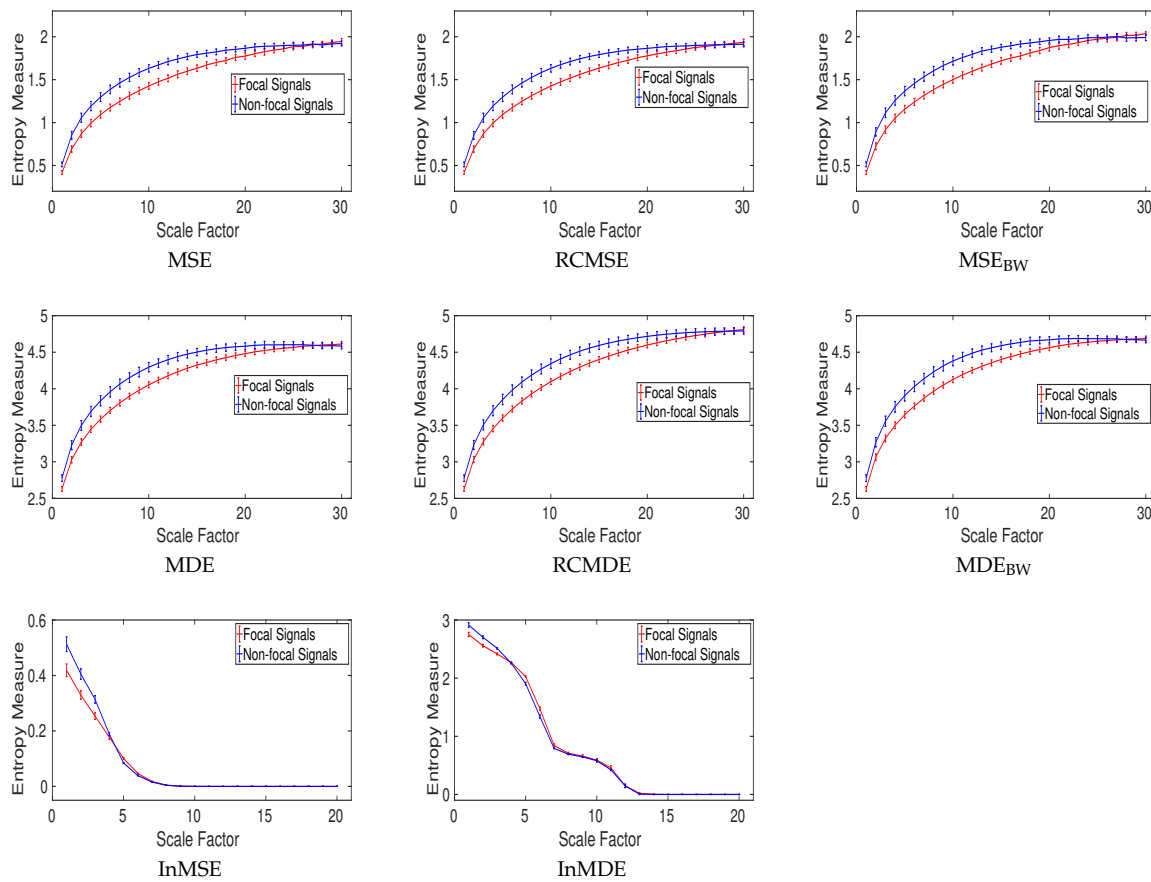 Entropy Measure
2
1.5
1
0.5
0 10 20 30
Scale Factor
Focal Signals
Non-focal Signals
MSE
Entropy Measure
2
1.5
1
0.5
0 10 20 30
Scale Factor
Focal Signals
Non-focal Signals
RCMSE
Entropy Measure
2
1.5
1
0.5
0 10 20 30
Scale Factor
Focal Signals
Non-focal Signals
MSE_BW
Entropy Measure
5
4.5
4
3.5
3
2.5
0 10 20 30
Scale Factor
Focal Signals
Non-focal Signals
MDE
Entropy Measure
5
4.5
4
3.5
3
2.5
0 10 20 30
Scale Factor
Focal Signals
Non-focal Signals
RCMDE
Entropy Measure
5
4.5
4
3.5
3
2.5
0 10 20 30
Scale Factor
Focal Signals
Non-focal Signals
MDE_BW
Entropy Measure
0.6
0.4
0.2
0
0 5 10 15 20
Scale Factor
Focal Signals
Non-focal Signals
InMSE
Entropy Measure
3
2
1
0
0 5 10 15 20
Scale Factor
Focal Signals
Non-focal Signals
InMDE